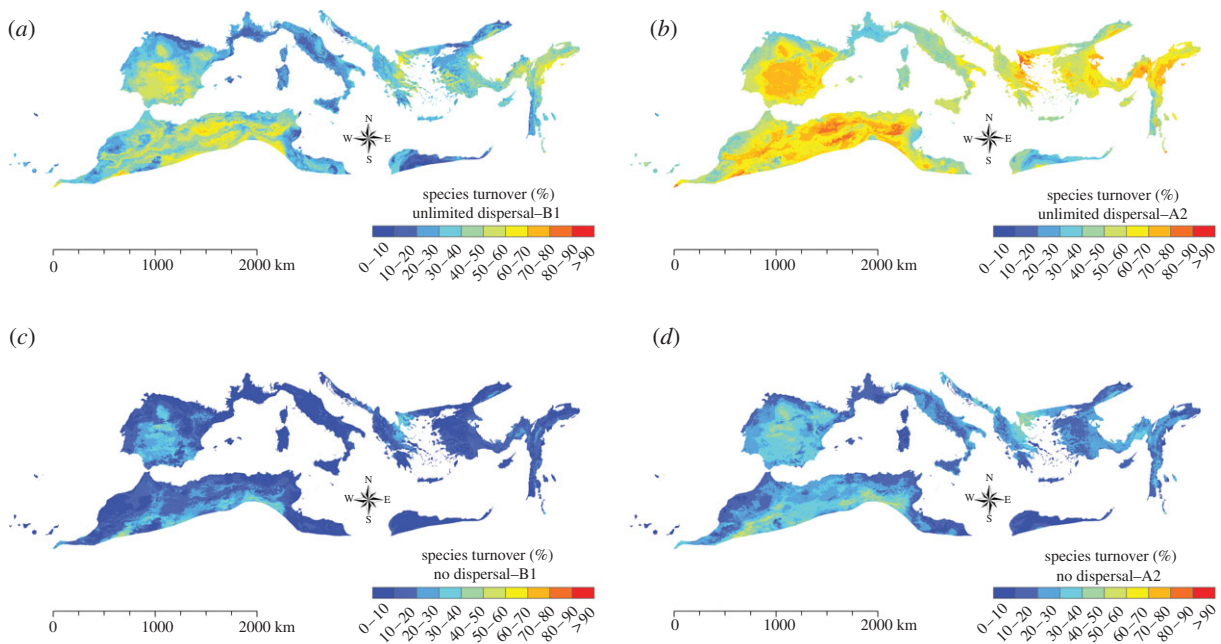 (a)
N
W E
S
species turnover (%)
unlimited dispersal–B1
0–10
10–20
20–30
30–40
40–50
50–60
60–70
70–80
80–90
>90
0 1000 2000 km
(b)
N
W E
S
species turnover (%)
unlimited dispersal–A2
0–10
10–20
20–30
30–40
40–50
50–60
60–70
70–80
80–90
>90
0 1000 2000 km
(c)
N
W E
S
species turnover (%)
no dispersal–B1
0–10
10–20
20–30
30–40
40–50
50–60
60–70
70–80
80–90
>90
0 1000 2000 km
(d)
N
W E
S
species turnover (%)
no dispersal–A2
0–10
10–20
20–30
30–40
40–50
50–60
60–70
70–80
80–90
>90
0 1000 2000 km